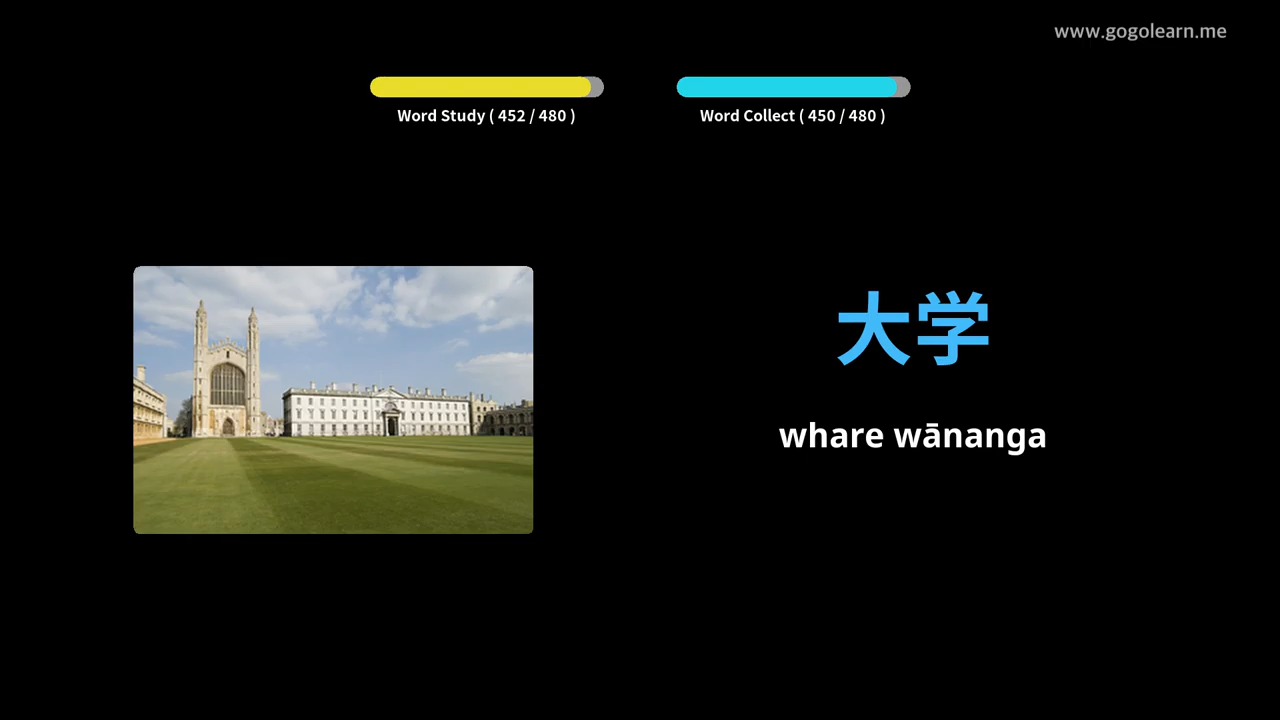 www.gogolearn.me
Word Study ( 452 / 480 )
Word Collect ( 450 / 480 )
大学
whare wānanga